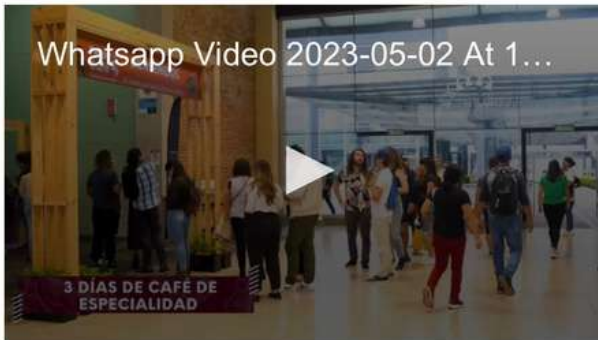 Whatsapp Video 2023-05-02 At 1...
3 DÍAS DE CAFÉ DE
ESPECIALIDAD